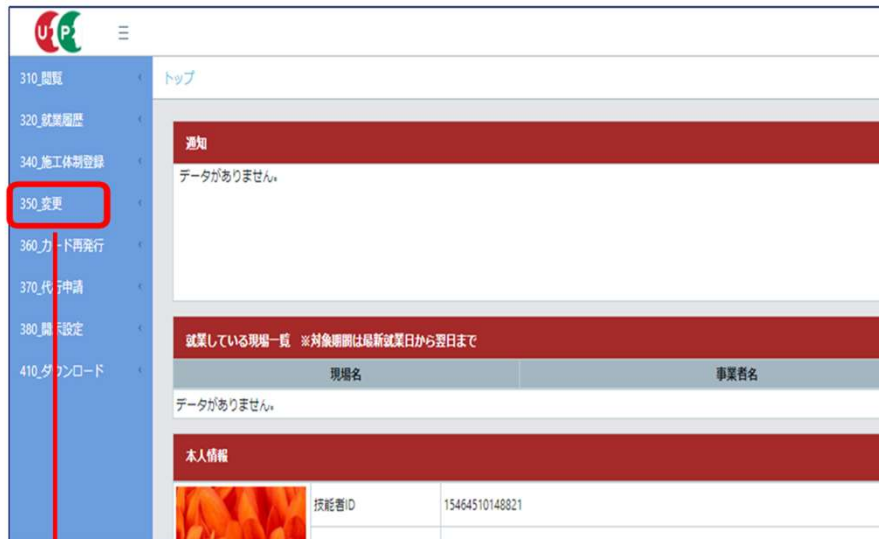 U P
310_閲覧
320_就業履歴
340_施工体制登録
350_変更
360_カード再発行
370_代行申請
380_開示設定
410_ダウンロード
トップ
通知
データがありません。
就業している現場一覧 ※対象期間は最新就業日から翌日まで
現場名 事業者名
データがありません。
本人情報
技能者ID 15464510148821